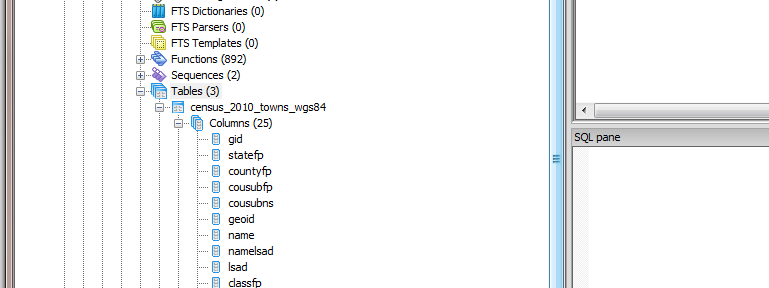 FTS Dictionaries (0)
FTS Parsers (0)
FTS Templates (0)
Functions (892)
Sequences (2)
Tables (3)
census_2010_towns_wgs84
Columns (25)
gid
statefp
countyfp
cousubfp
cousubns
geoid
name
namelsad
lsad
classfp
SQL pane